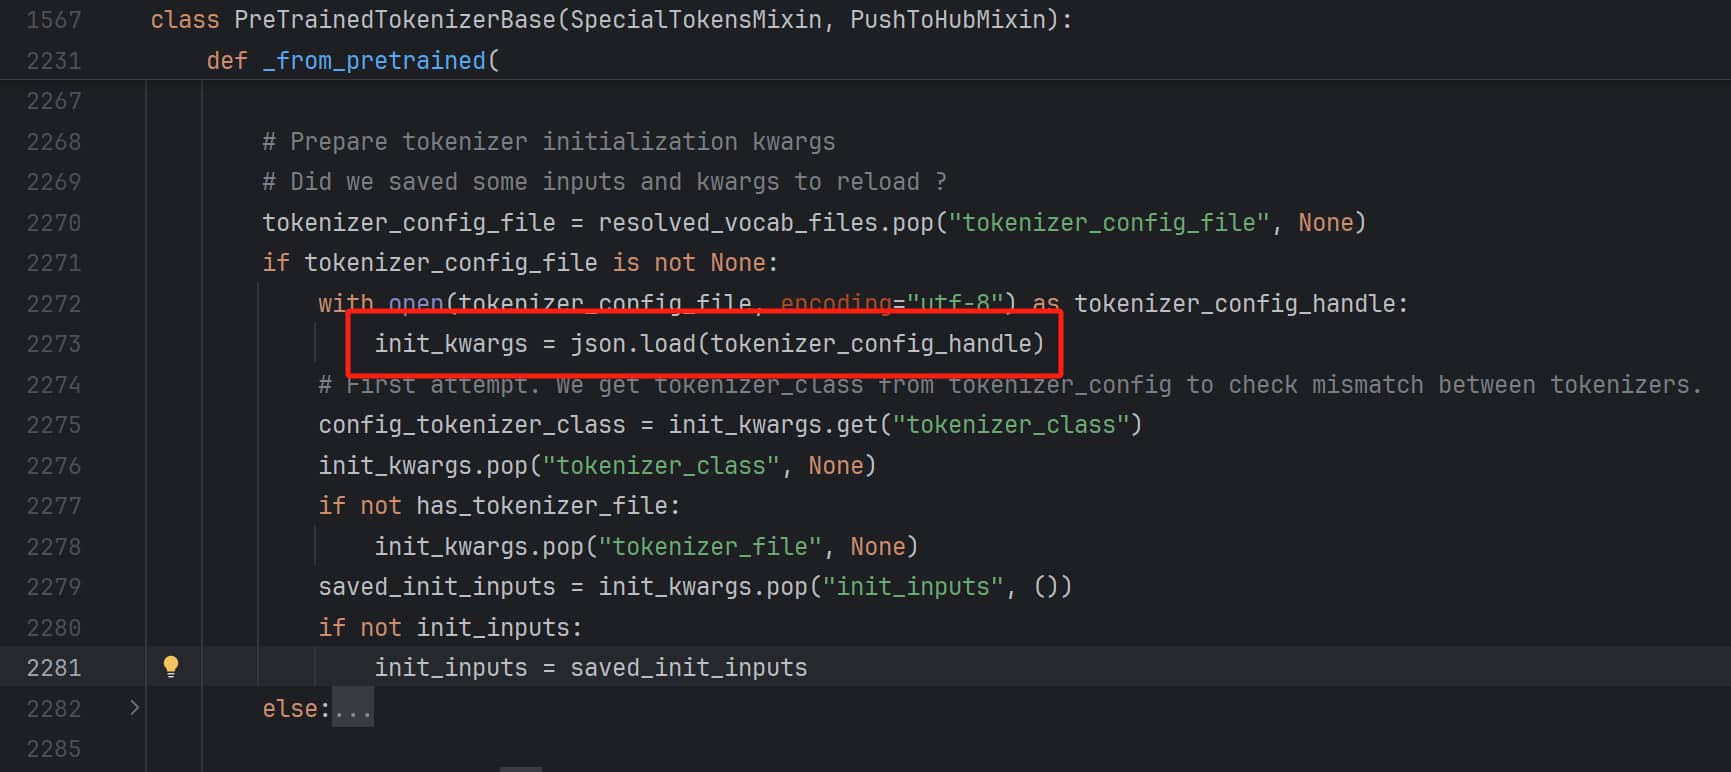 1567 class PreTrainedTokenizerBase(SpecialTokensMixin, PushToHubMixin):
2231 def _from_pretrained(
2267
2268 # Prepare tokenizer initialization kwargs
2269 # Did we saved some inputs and kwargs to reload ?
2270 tokenizer_config_file = resolved_vocab_files.pop("tokenizer_config_file", None)
2271 if tokenizer_config_file is not None:
2272 with open(tokenizer_config_file, encoding="utf-8") as tokenizer_config_handle:
2273 init_kwargs = json.load(tokenizer_config_handle)
2274 # First attempt. We get tokenizer_class from tokenizer_config to check mismatch between tokenizers.
2275 config_tokenizer_class = init_kwargs.get("tokenizer_class")
2276 init_kwargs.pop("tokenizer_class", None)
2277 if not has_tokenizer_file:
2278 init_kwargs.pop("tokenizer_file", None)
2279 saved_init_inputs = init_kwargs.pop("init_inputs", ())
2280 if not init_inputs:
2281 init_inputs = saved_init_inputs
2282 else:...
2285